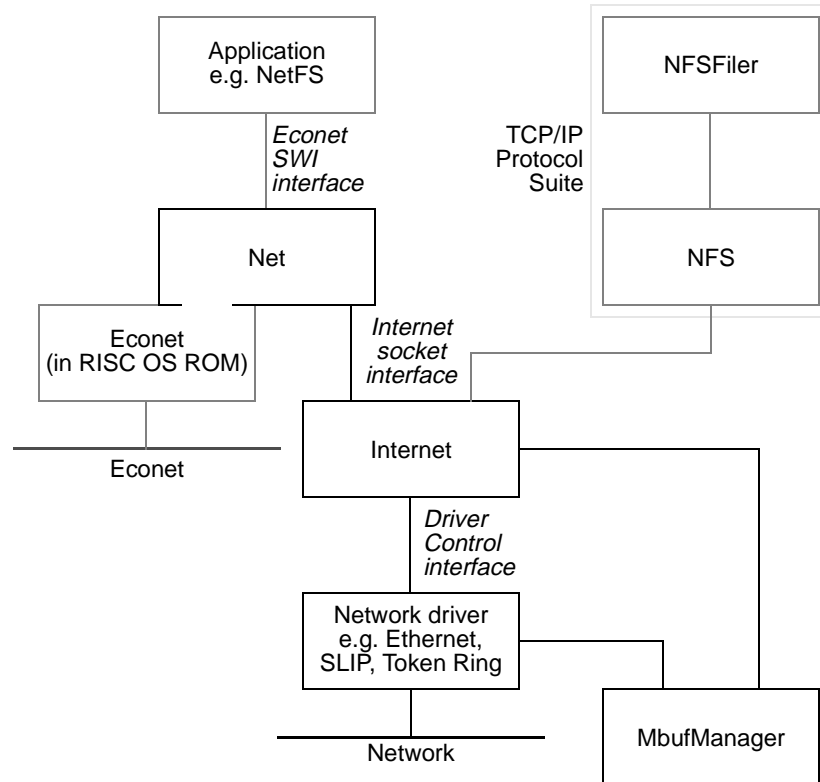 Application
e.g. NetFS
NFSFiler
Econet
SWI
interface
TCP/IP
Protocol
Suite
Net
NFS
Econet
(in RISC OS ROM)
Internet
socket
interface
Econet
Internet
Driver
Control
interface
Network driver
e.g. Ethernet,
SLIP, Token Ring
MbufManager
Network